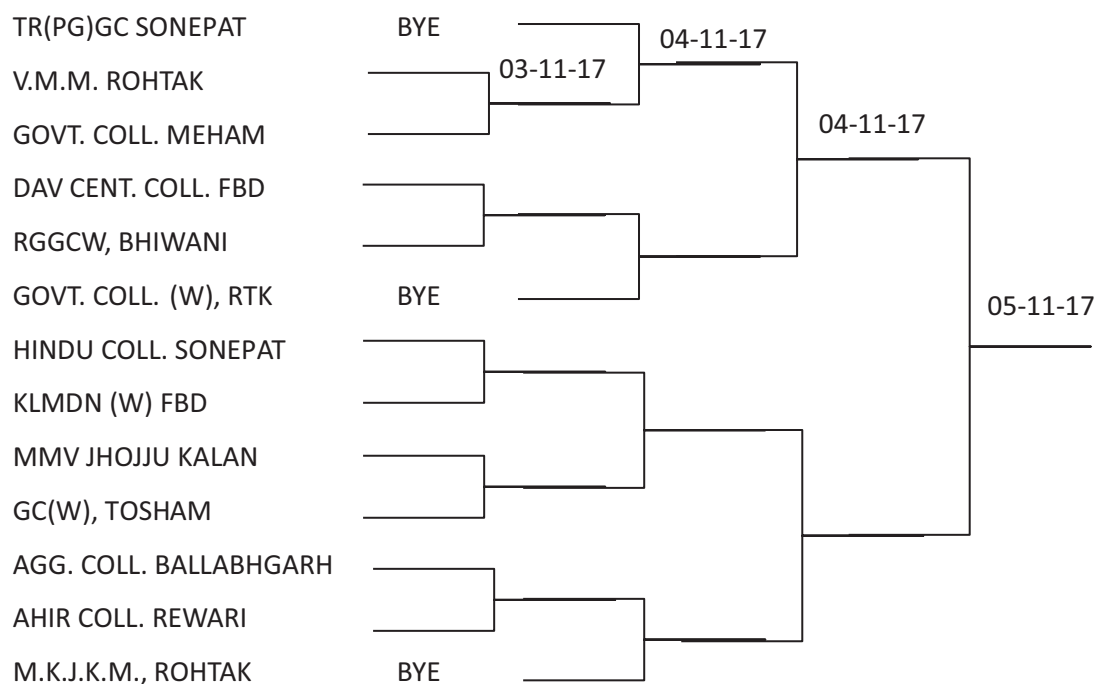 TR(PG)GC SONEPAT BYE
04-11-17
03-11-17
V.M.M. ROHTAK
04-11-17
GOVT. COLL. MEHAM
DAV CENT. COLL. FBD
RGGCW, BHIWANI
GOVT. COLL. (W), RTK BYE
05-11-17
HINDU COLL. SONEPAT
KLMDN (W) FBD
MMV JHOJJU KALAN
GC(W), TOSHAM
AGG. COLL. BALLABHGARH
AHIR COLL. REWARI
M.K.J.K.M., ROHTAK BYE